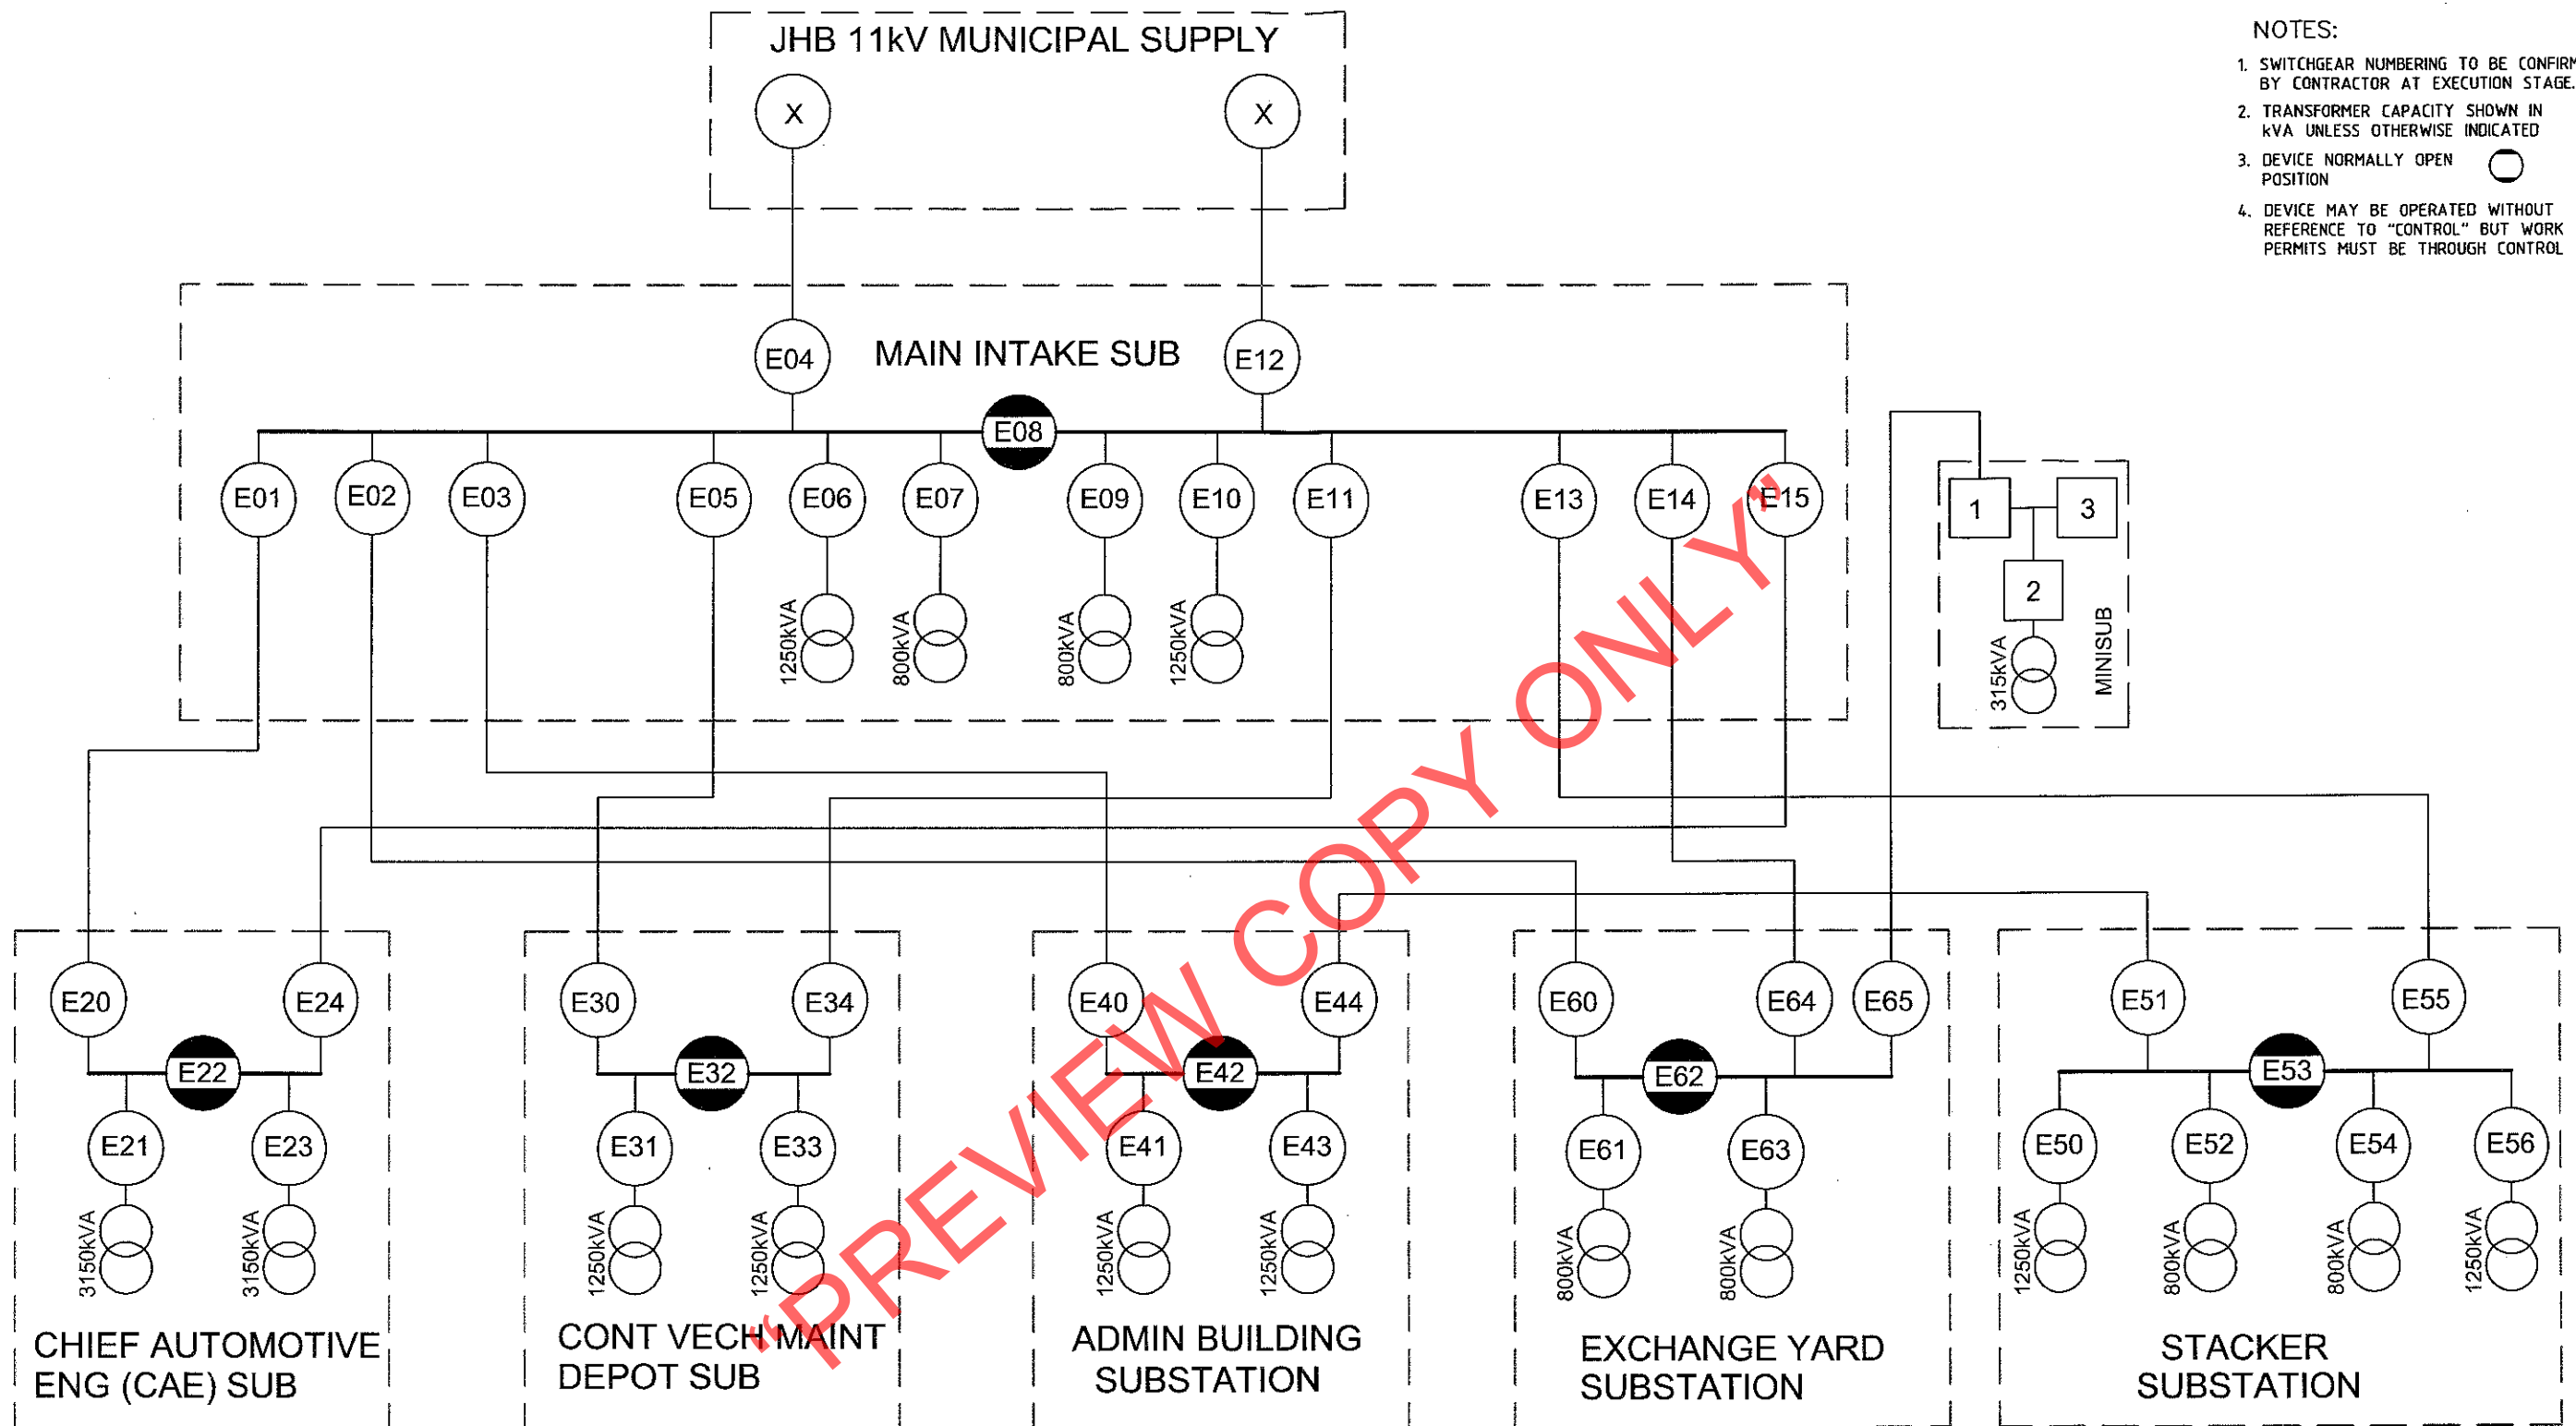 JHB 11kV MUNICIPAL SUPPLY
X
X
NOTES:
1. SWITCHGEAR NUMBERING TO BE CONFIRM
BY CONTRACTOR AT EXECUTION STAGE.
2. TRANSFORMER CAPACITY SHOWN IN
kVA UNLESS OTHERWISE INDICATED
3. DEVICE NORMALLY OPEN
POSITION
4. DEVICE MAY BE OPERATED WITHOUT
REFERENCE TO "CONTROL" BUT WORK
PERMITS MUST BE THROUGH CONTROL
E04
MAIN INTAKE SUB
E12
E08
E01
E02
E03
E05
E06
E07
E09
E10
E11
E13
E14
E15
1250kVA
800kVA
800kVA
1250kVA
1
3
2
315kVA
MINISUB
"PREVIEW COPY ONLY"
E20
E24
E22
E21
E23
3150kVA
3150kVA
CHIEF AUTOMOTIVE
ENG (CAE) SUB
E30
E34
E32
E31
E33
1250kVA
1250kVA
CONT VECH MAINT
DEPOT SUB
E40
E44
E42
E41
E43
1250kVA
1250kVA
ADMIN BUILDING
SUBSTATION
E60
E64
E65
E62
E61
E63
800kVA
800kVA
EXCHANGE YARD
SUBSTATION
E51
E55
E53
E50
E52
E54
E56
1250kVA
800kVA
800kVA
1250kVA
STACKER
SUBSTATION